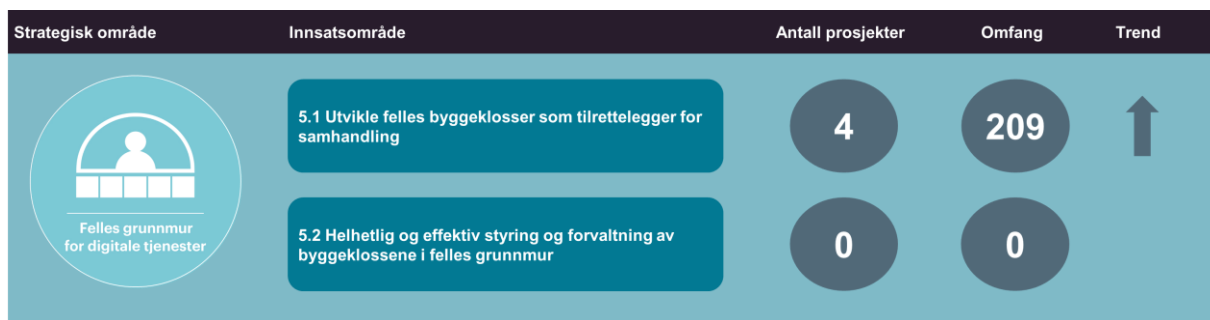 Strategisk område
Innsatsområde
Antall prosjekter
Omfang
Trend
Felles grunnmur
for digitale tjenester
5.1 Utvikle felles byggeklosser som tilrettelegger for
samhandling
4
209
5.2 Helhetlig og effektiv styring og forvaltning av
byggeklossene i felles grunnmur
0
0